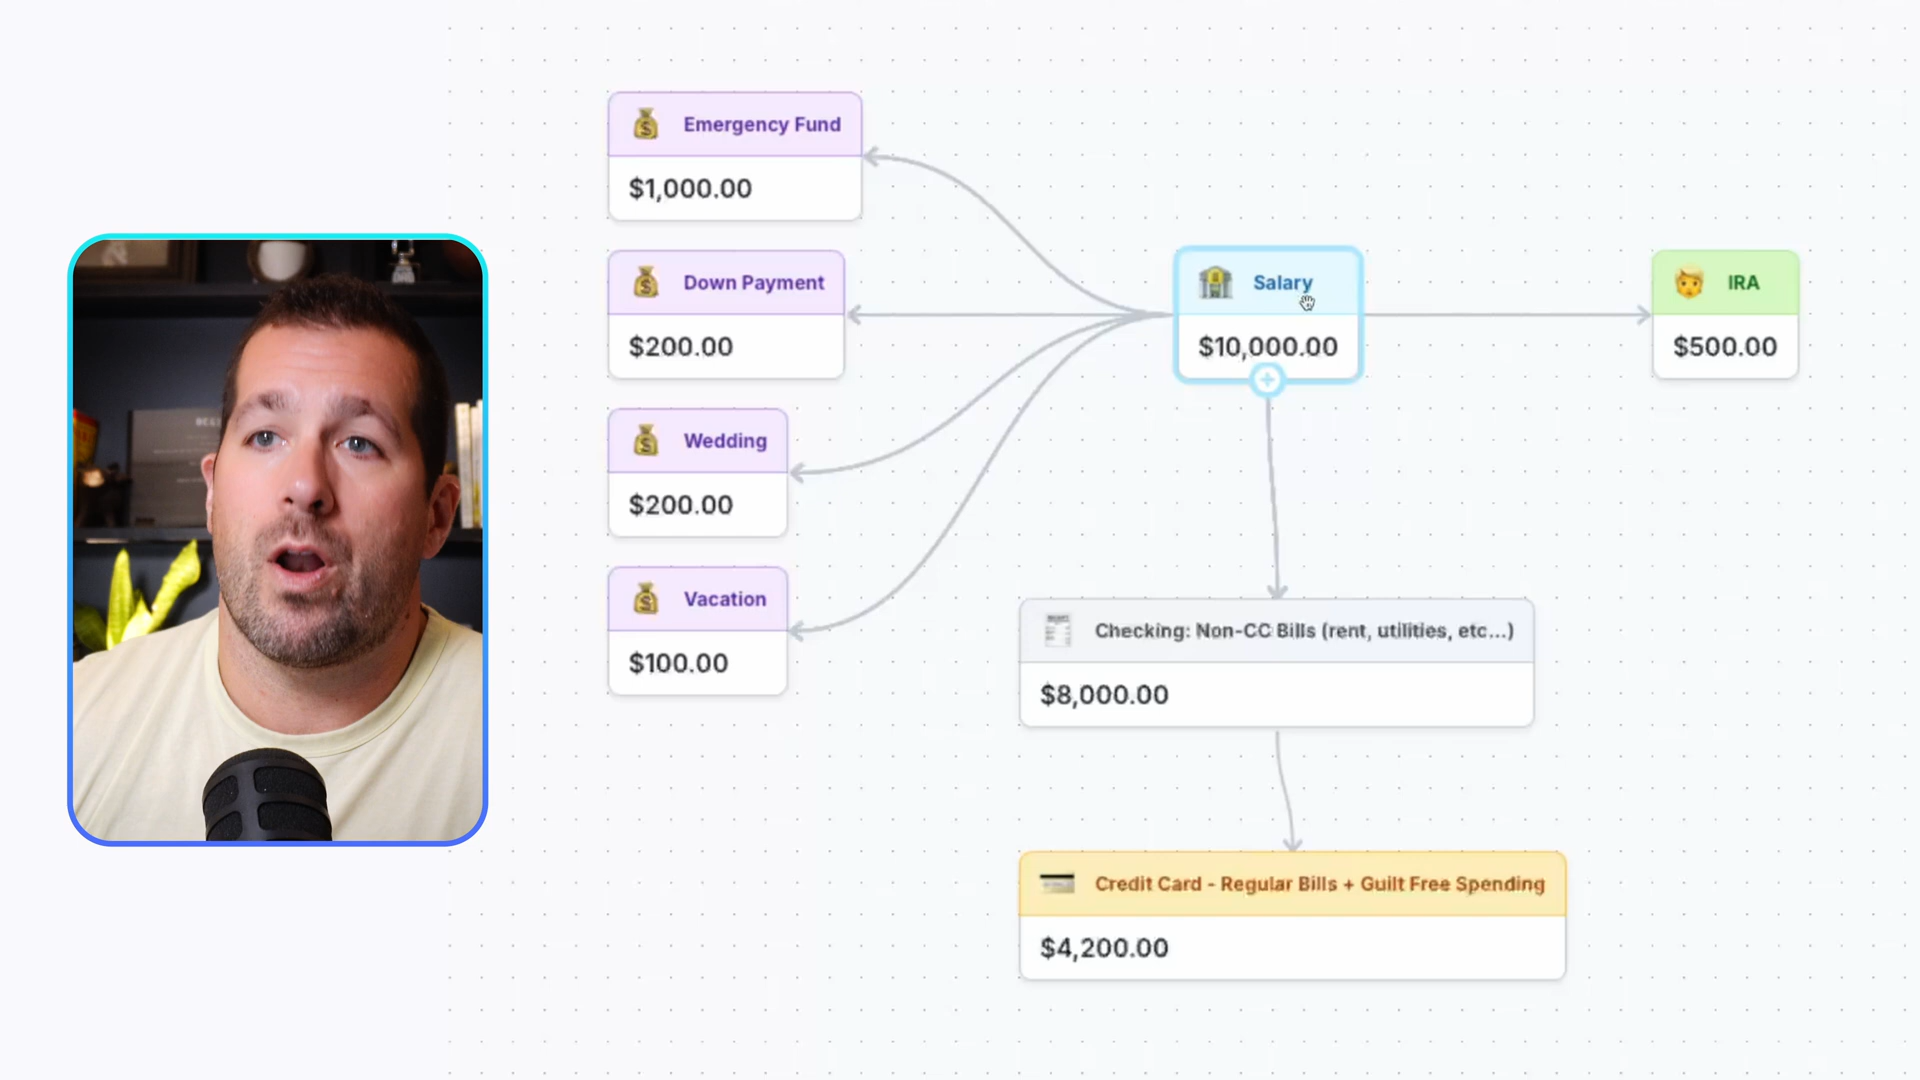 Emergency Fund
$1,000.00
Down Payment
$200.00
Wedding
$200.00
Vacation
$100.00
Salary
$10,000.00
IRA
$500.00
Checking: Non-CC Bills (rent, utilities, etc...)
$8,000.00
Credit Card - Regular Bills + Guilt Free Spending
$4,200.00